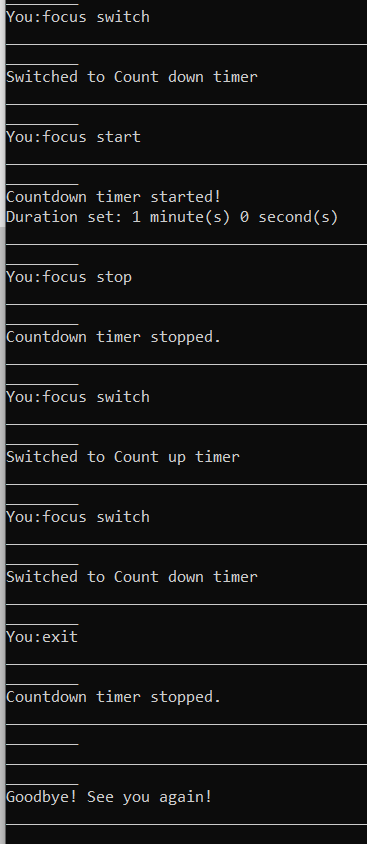 You:focus switch
Switched to Count down timer
You:focus start
Countdown timer started!
Duration set: 1 minute(s) 0 second(s)
You:focus stop
Countdown timer stopped.
You:focus switch
Switched to Count up timer
You:focus switch
Switched to Count down timer
You:exit
Countdown timer stopped.
Goodbye! See you again!